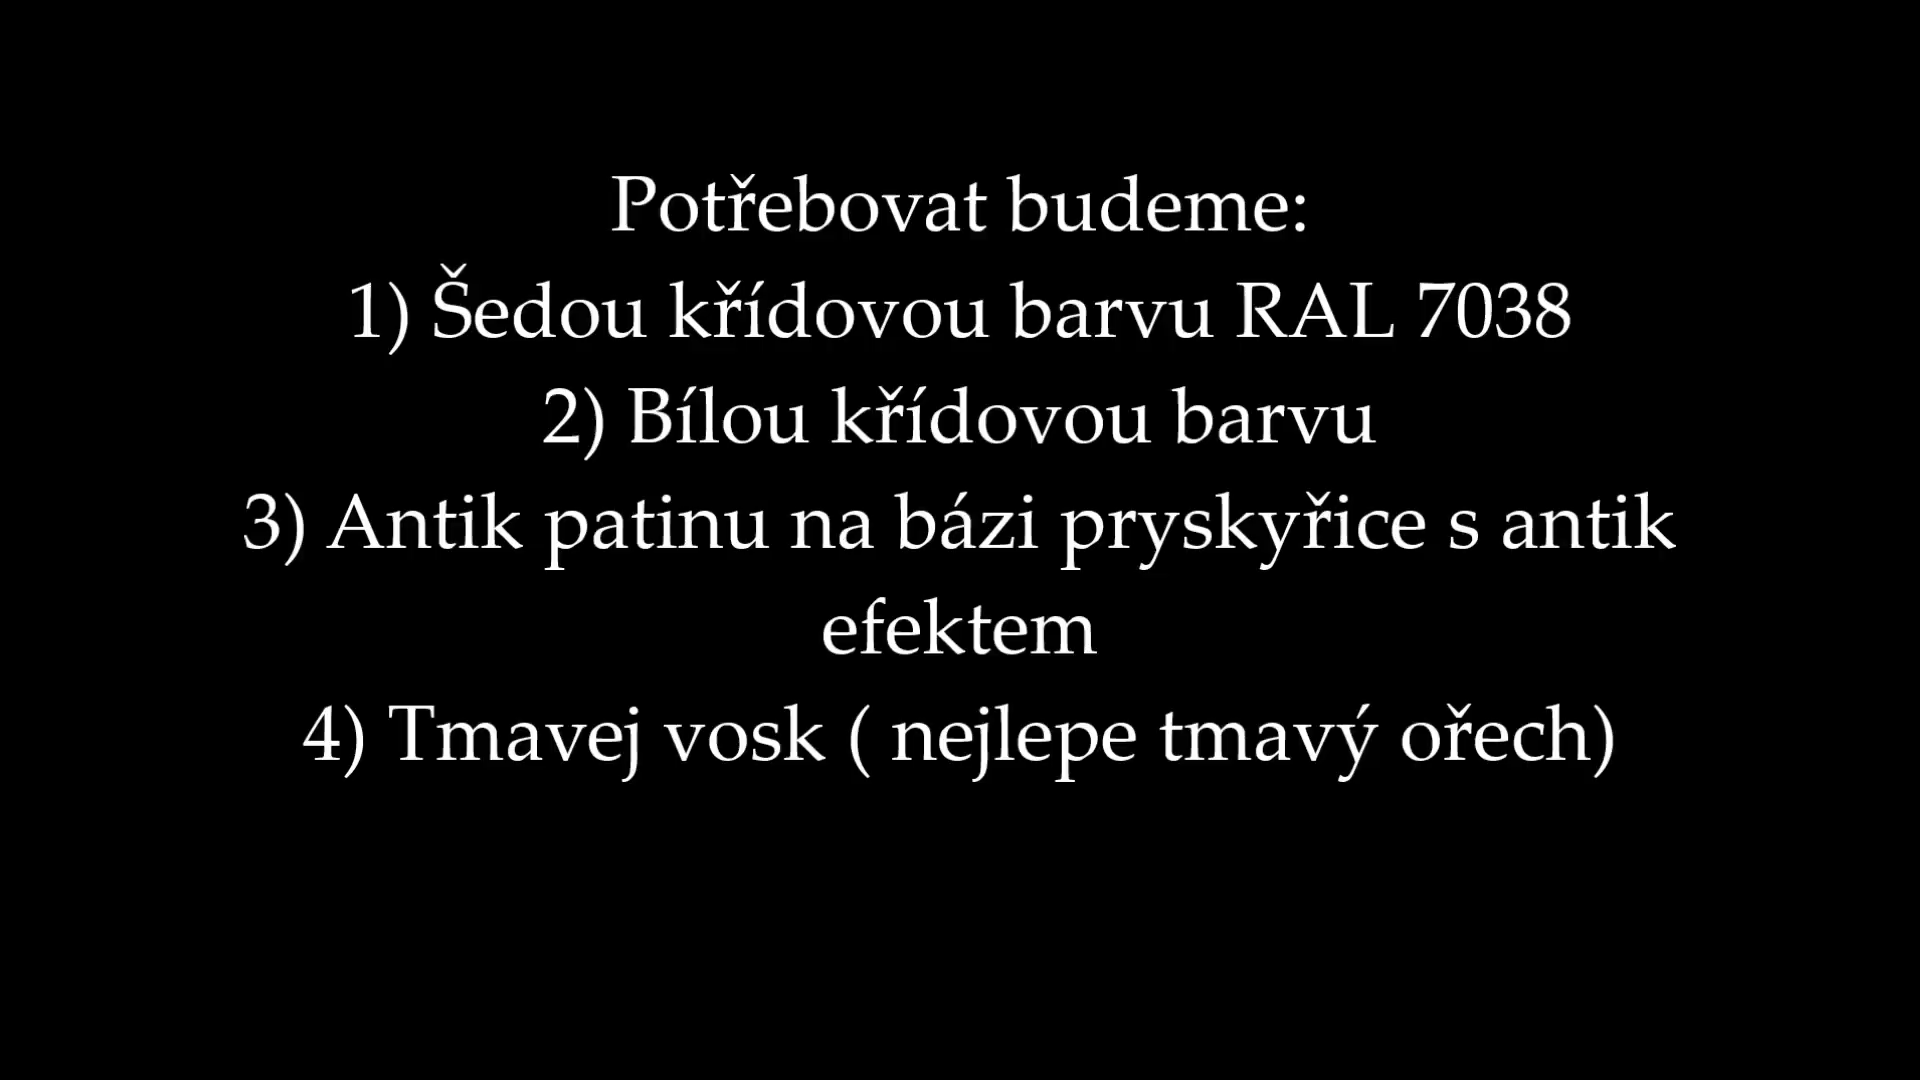 Potřebovat budeme:
1) Šedou křídovou barvu RAL 7038
2) Bílou křídovou barvu
3) Antik patinu na bázi pryskyřice s antik
efektem
4) Tmavej vosk ( nejlepe tmavý ořech)